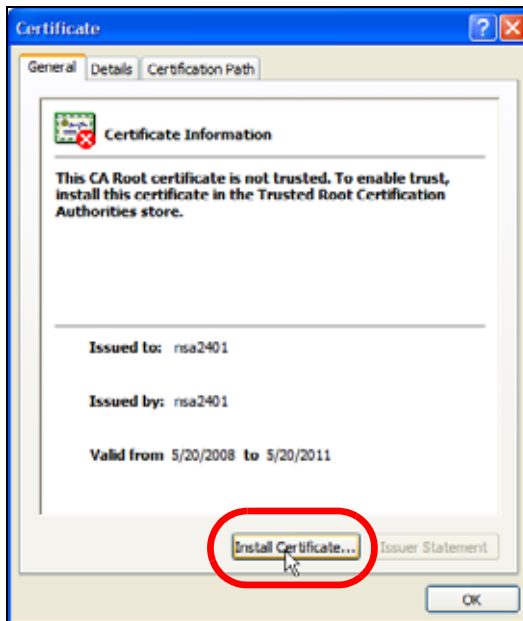 Certificate
General Details Certification Path
Certificate Information
This CA Root certificate is not trusted. To enable trust,
install this certificate in the Trusted Root Certification
Authorities store.
Issued to: nsa2401
Issued by: nsa2401
Valid from 5/20/2008 to 5/20/2011
Install Certificate... Issuer Statement
OK